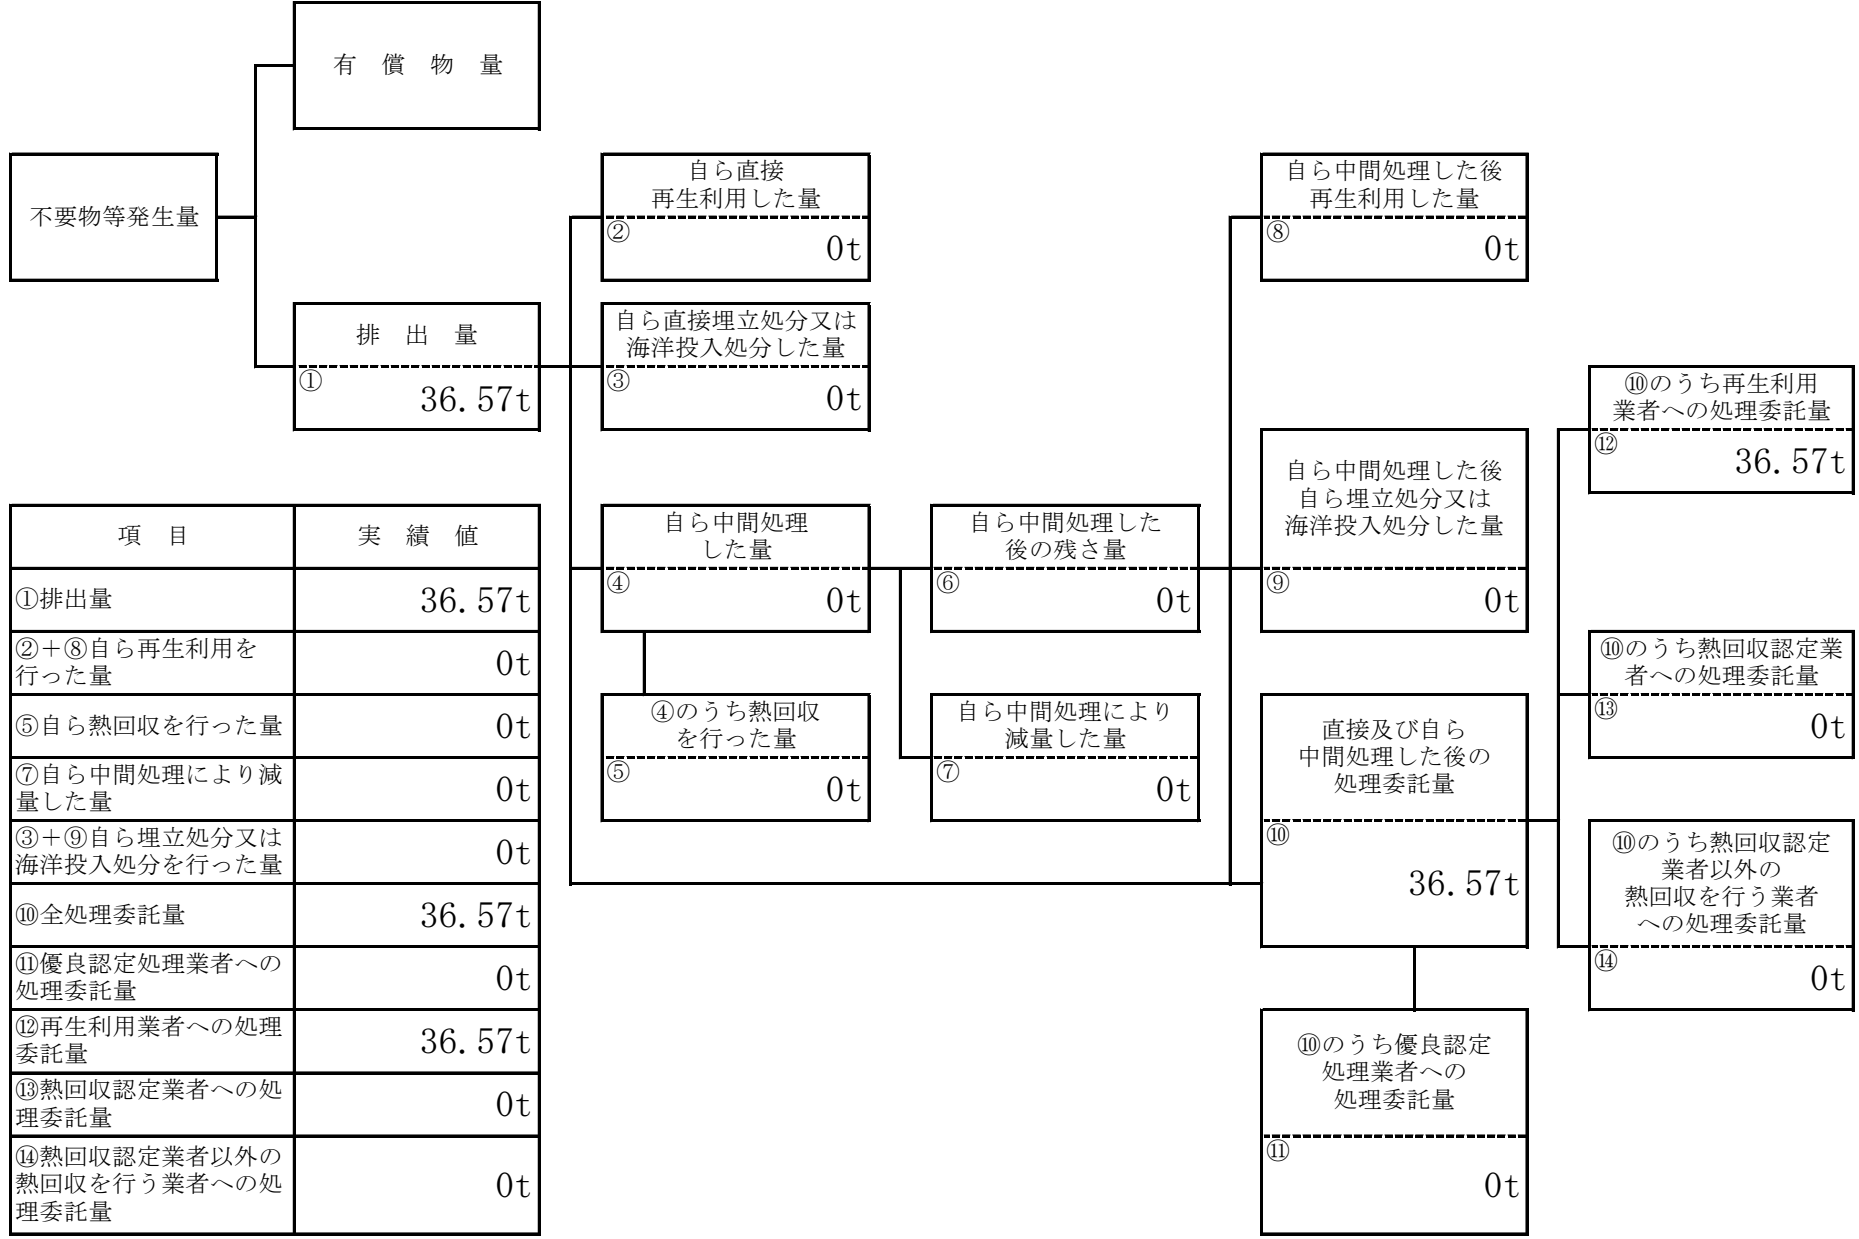 有償物量
不要物等発生量
排出量
①
36.57t
自ら直接
再生利用した量
②
0t
自ら直接埋立処分又は
海洋投入処分した量
③
0t
自ら中間処理
した量
④
0t
④のうち熱回収
を行った量
⑤
0t
自ら中間処理した
後の残さ量
⑥
0t
自ら中間処理により
減量した量
⑦
0t
自ら中間処理した後
再生利用した量
⑧
0t
自ら中間処理した後
自ら埋立処分又は
海洋投入処分した量
⑨
0t
直接及び自ら
中間処理した後の
処理委託量
⑩
36.57t
⑩のうち優良認定
処理業者への
処理委託量
⑪
0t
⑩のうち再生利用
業者への処理委託量
⑫
36.57t
⑩のうち熱回収認定業
者への処理委託量
⑬
0t
⑩のうち熱回収認定
業者以外の
熱回収を行う業者
への処理委託量
⑭
0t
項目 実績値
①排出量 36.57t
②＋⑧自ら再生利用を
行った量 0t
⑤自ら熱回収を行った量 0t
⑦自ら中間処理により減
量した量 0t
③＋⑨自ら埋立処分又は
海洋投入処分を行った量 0t
⑩全処理委託量 36.57t
⑪優良認定処理業者への
処理委託量 0t
⑫再生利用業者への処理
委託量 36.57t
⑬熱回収認定業者への処
理委託量 0t
⑭熱回収認定業者以外の
熱回収を行う業者への処
理委託量 0t